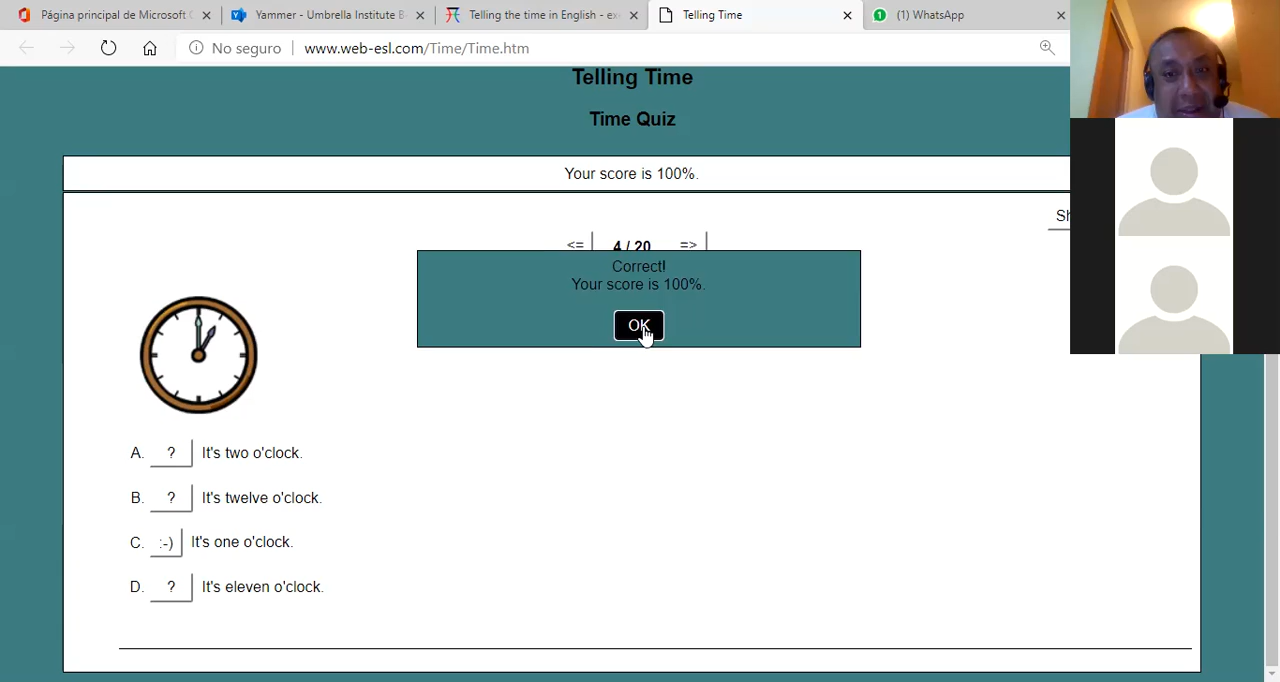 Página principal de Microsoft
Yammer - Umbrella Institute B
Telling the time in English - ex
Telling Time
(1) WhatsApp
No seguro
www.web-esl.com/Time/Time.htm
Telling Time
Time Quiz
Your score is 100%.
Sh
<= 4 / 20 =>
Correct!
Your score is 100%.
OK
A. ? It's two o'clock.
B. ? It's twelve o'clock.
C. :-) It's one o'clock.
D. ? It's eleven o'clock.